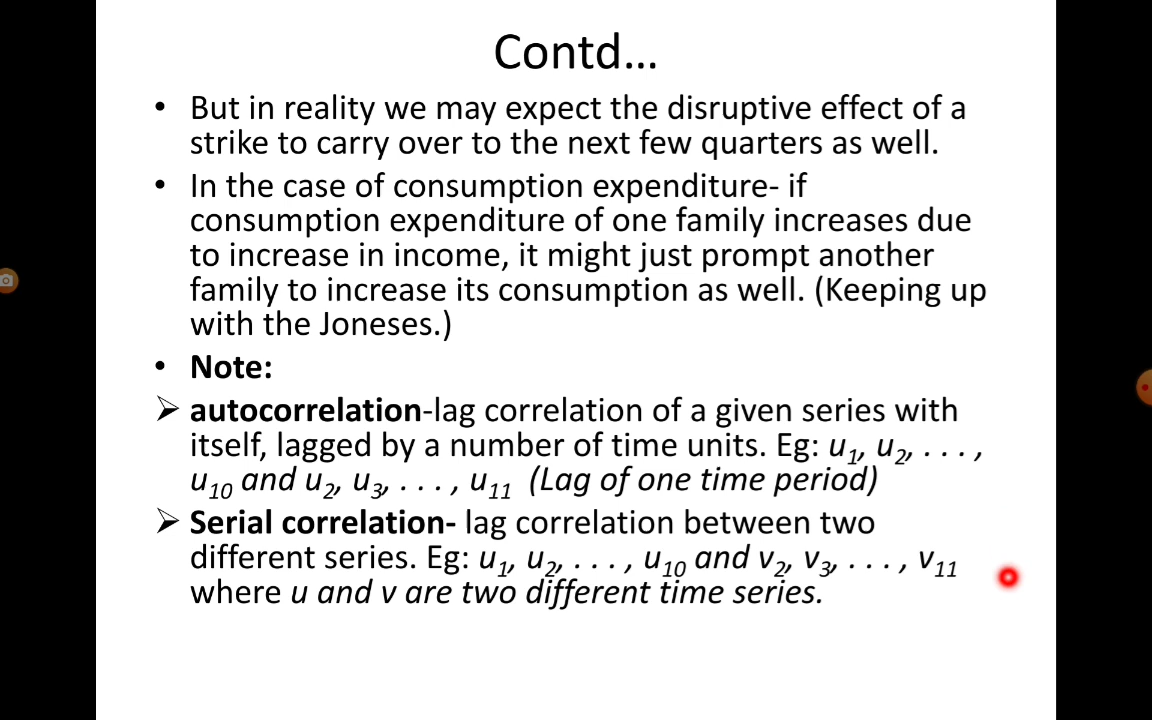 Contd...
• But in reality we may expect the disruptive effect of a
strike to carry over to the next few quarters as well.
• In the case of consumption expenditure- if
consumption expenditure of one family increases due
to increase in income, it might just prompt another
family to increase its consumption as well. (Keeping up
with the Joneses.)
• Note:
➢ autocorrelation-lag correlation of a given series with
itself, lagged by a number of time units. Eg: u₁, u₂, . . . ,
u₁₀ and u₂, u₃, . . . , u₁₁ (Lag of one time period)
➢ Serial correlation- lag correlation between two
different series. Eg: u₁, u₂, . . . , u₁₀ and v₂, v₃, . . . , v₁₁
where u and v are two different time series.